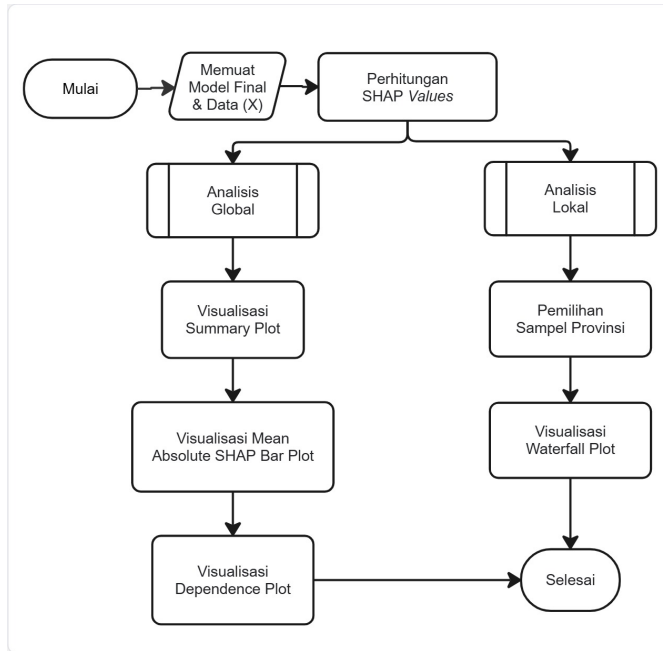 Mulai
Memuat
Model Final
& Data (X)
Perhitungan
SHAP Values
Analisis
Global
Analisis
Lokal
Visualisasi
Summary Plot
Pemilihan
Sampel Provinsi
Visualisasi Mean
Absolute SHAP Bar Plot
Visualisasi
Waterfall Plot
Visualisasi
Dependence Plot
Selesai